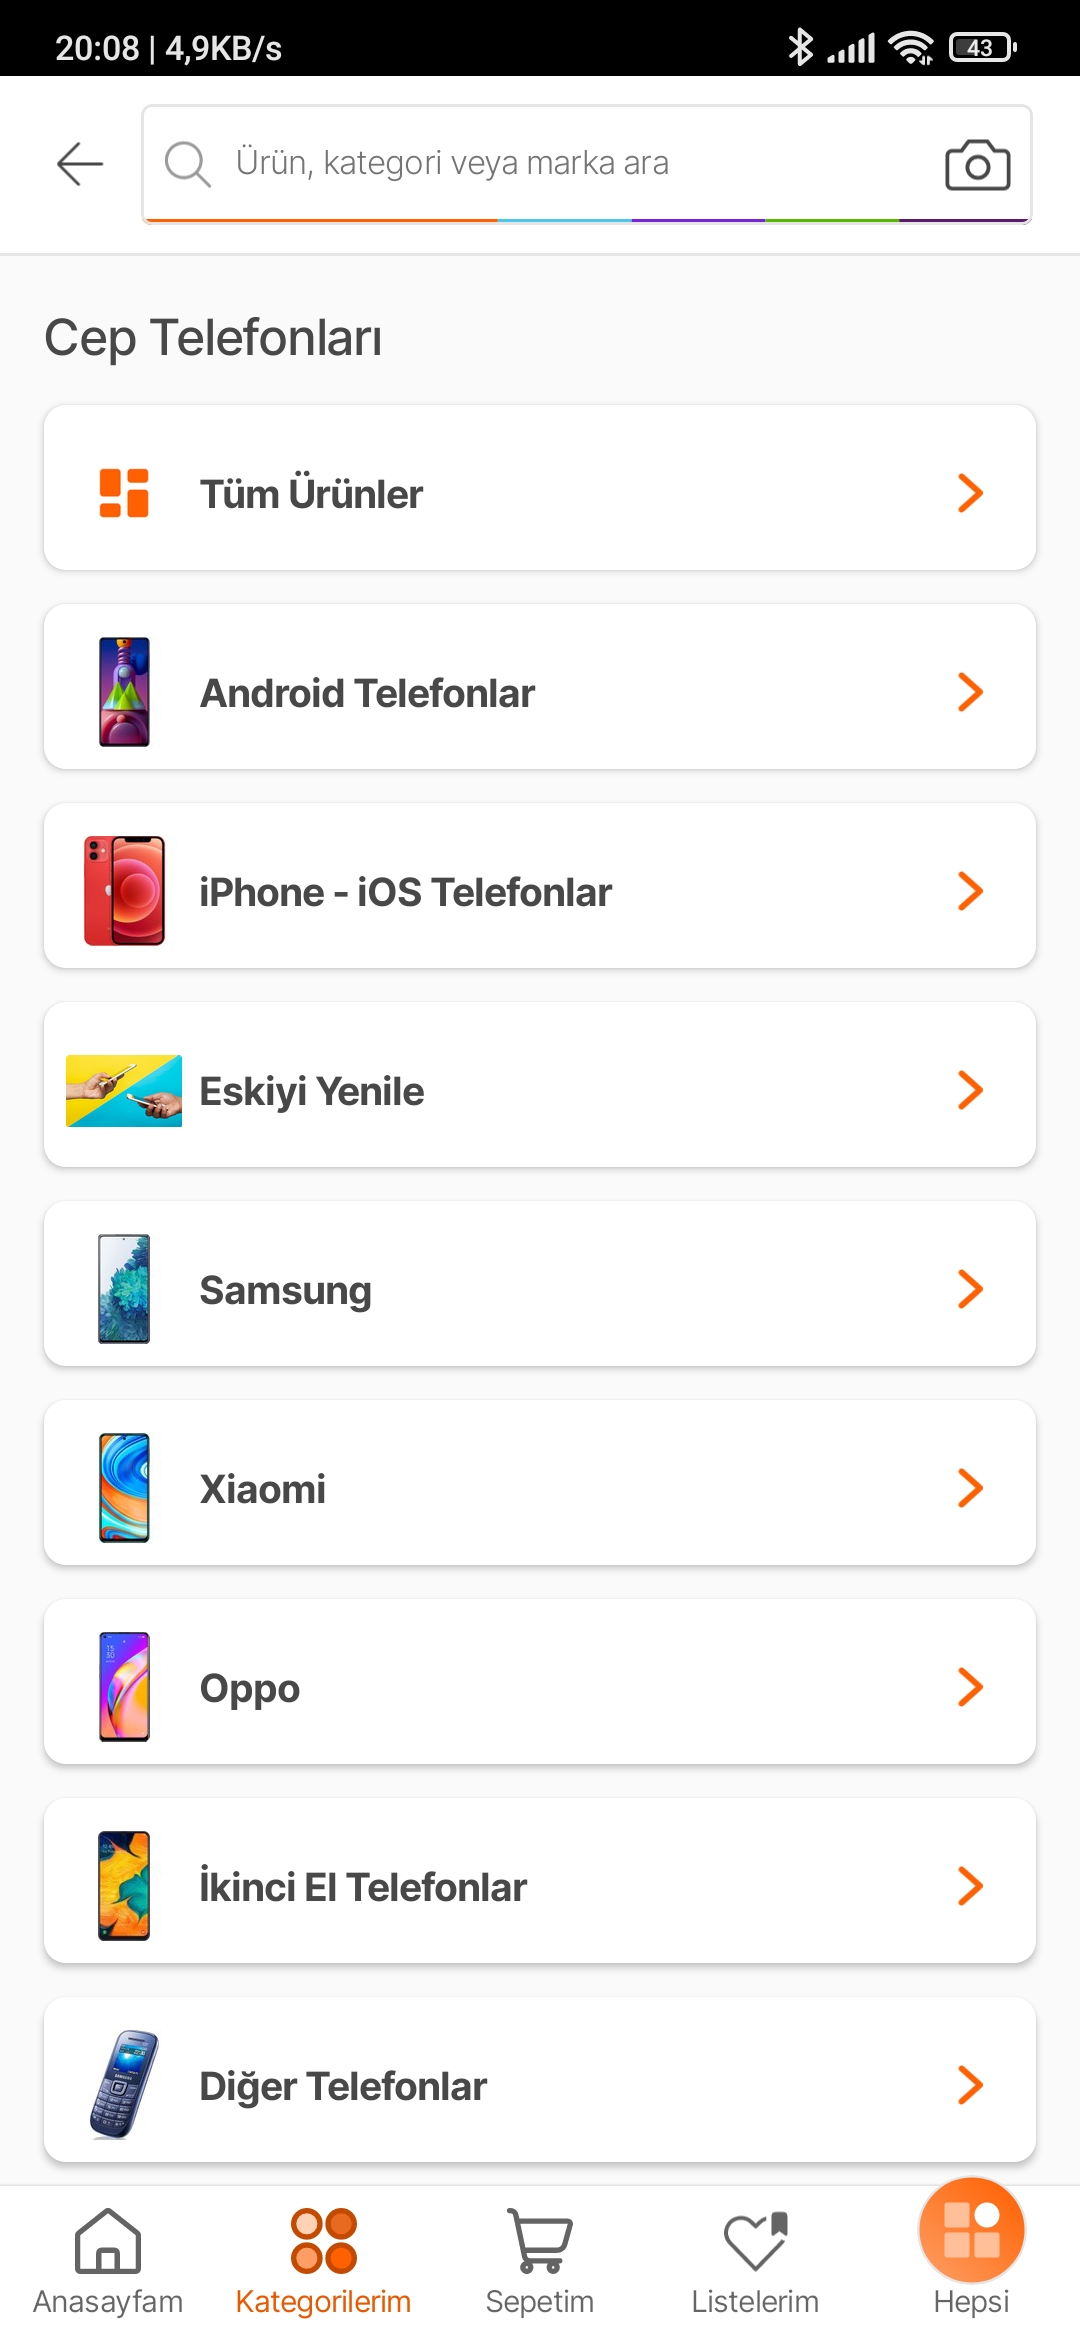 20:08 | 4,9KB/s
43
Ürün, kategori veya marka ara
Cep Telefonları
Tüm Ürünler
Android Telefonlar
iPhone - iOS Telefonlar
Eskiyi Yenile
Samsung
Xiaomi
Oppo
İkinci El Telefonlar
Diğer Telefonlar
Anasayfam
Kategorilerim
Sepetim
Listelerim
Hepsi